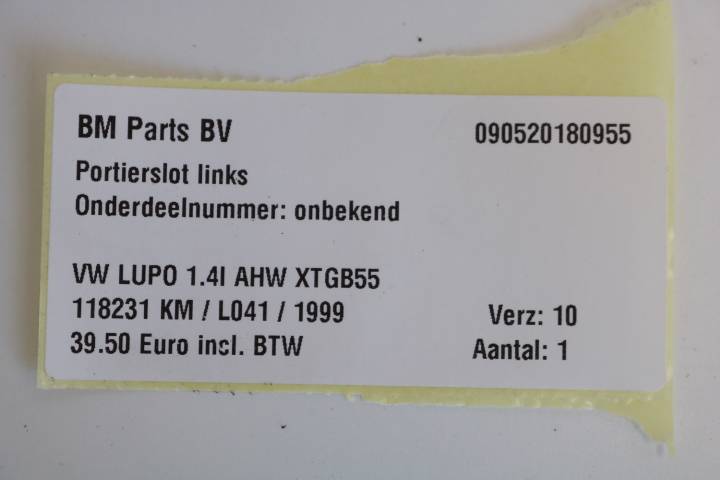 BM Parts BV 090520180955
Portierslot links
Onderdeelnummer: onbekend
VW LUPO 1.4I AHW XTGB55
118231 KM / L041 / 1999 Verz: 10
39.50 Euro incl. BTW Aantal: 1